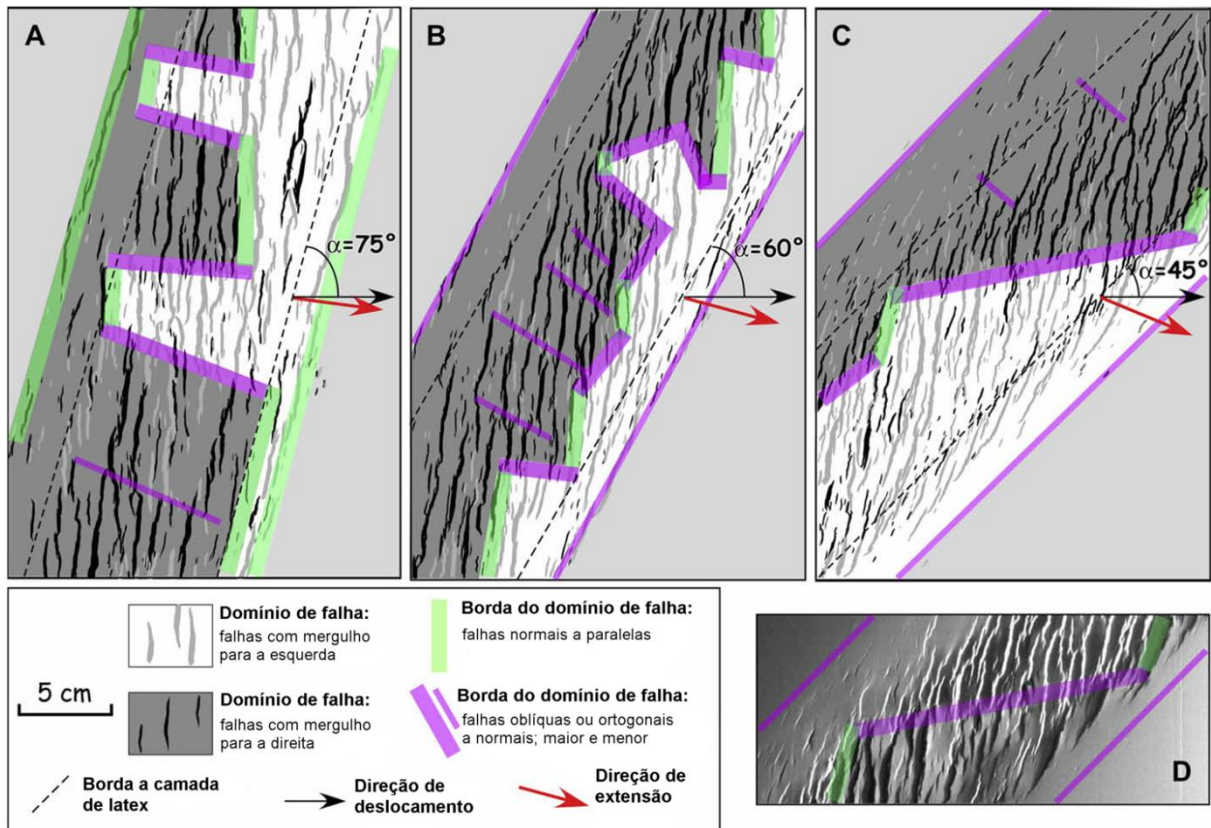 A
B
C
α=75°
α=60°
α=45°
Domínio de falha:
falhas com mergulho
para a esquerda
Borda do domínio de falha:
falhas normais a paralelas
5 cm
Domínio de falha:
falhas com mergulho
para a direita
Borda do domínio de falha:
falhas oblíquas ou ortogonais
a normais; maior e menor
Borda a camada
de latex
Direção de
deslocamento
Direção de
extensão
D